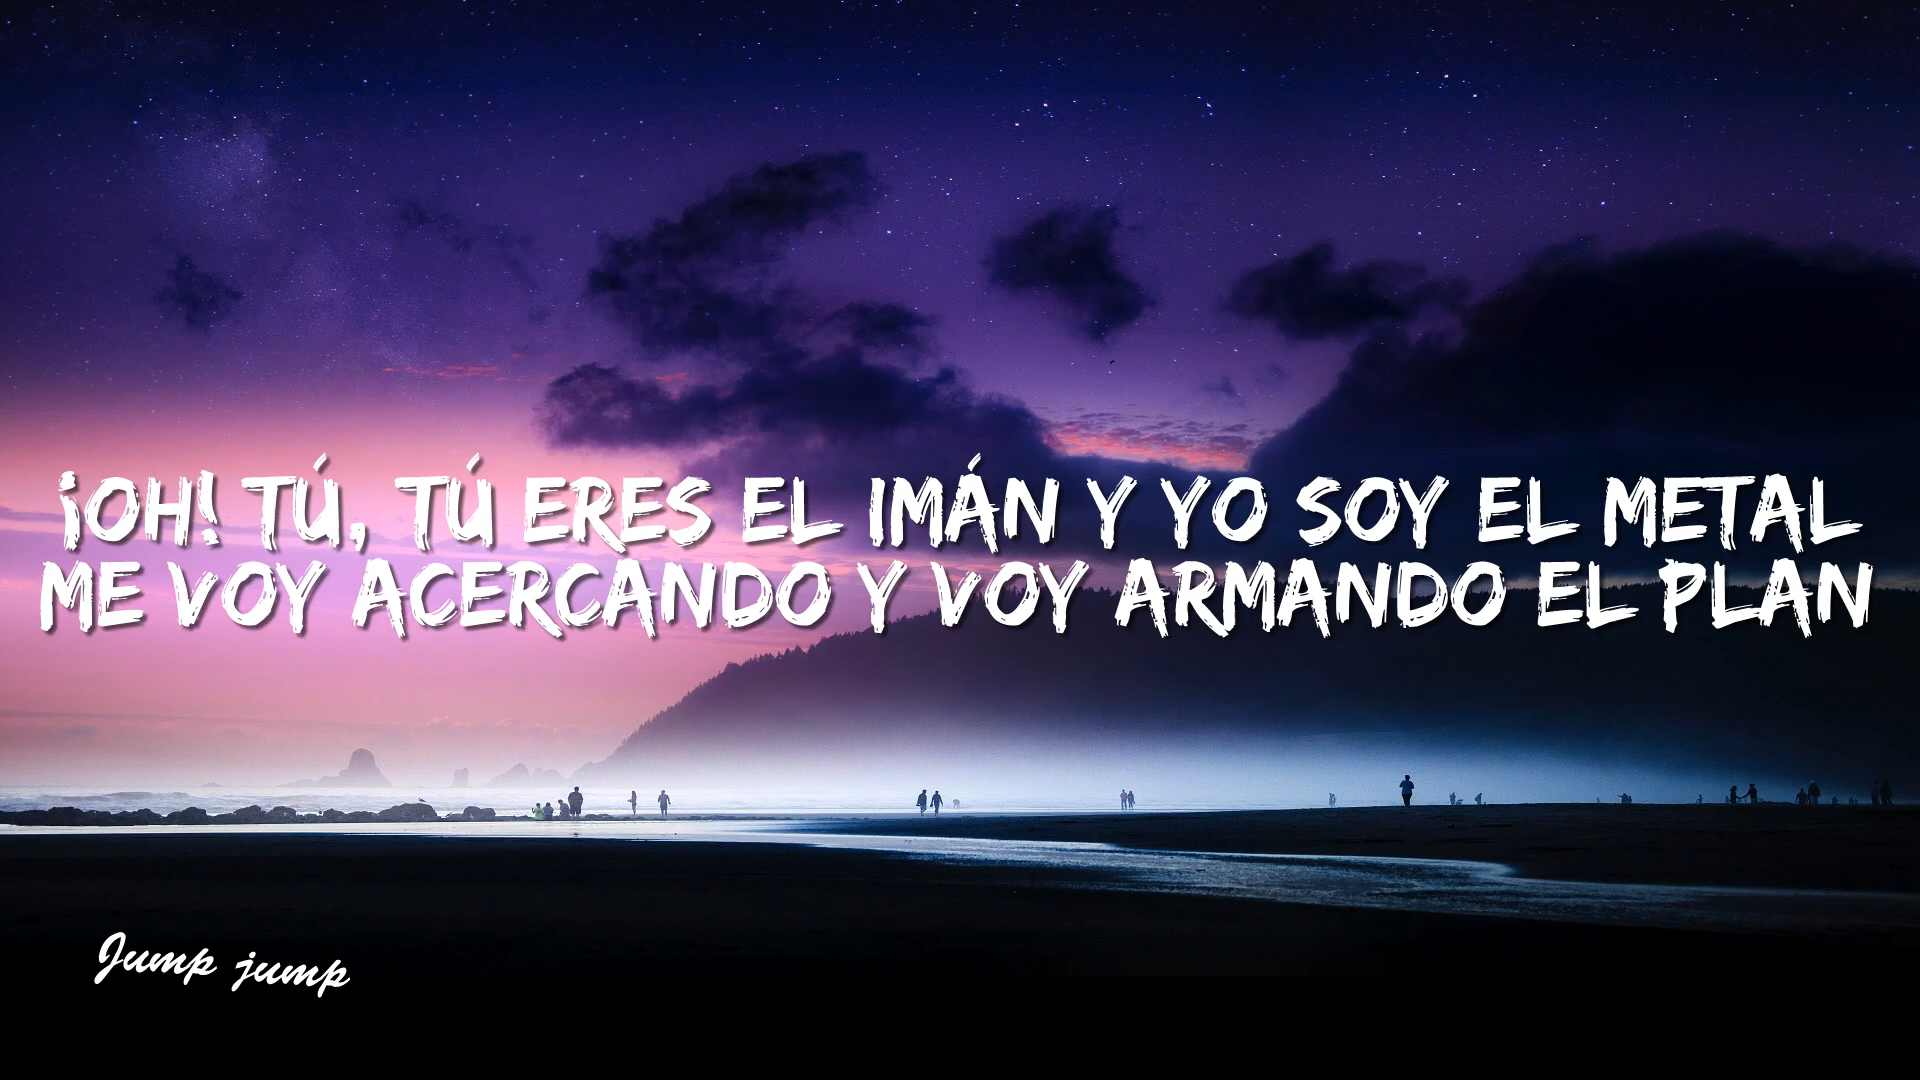 ¡OH! TÚ, TÚ ERES EL IMÁN Y YO SOY EL METAL
ME VOY ACERCANDO Y VOY ARMANDO EL PLAN
Jump jump